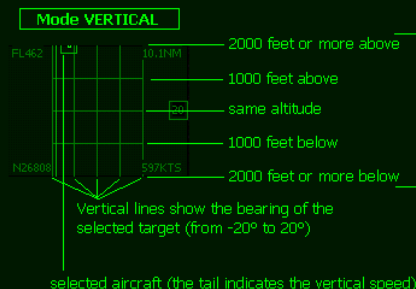 Mode VERTICAL
2000 feet or more above
FL462
10.1NM
1000 feet above
same altitude
20
1000 feet below
N26808
597KTS
2000 feet or more below
Vertical lines show the bearing of the
selected target (from -20º to 20º)
selected aircraft (the tail indicates the vertical speed)